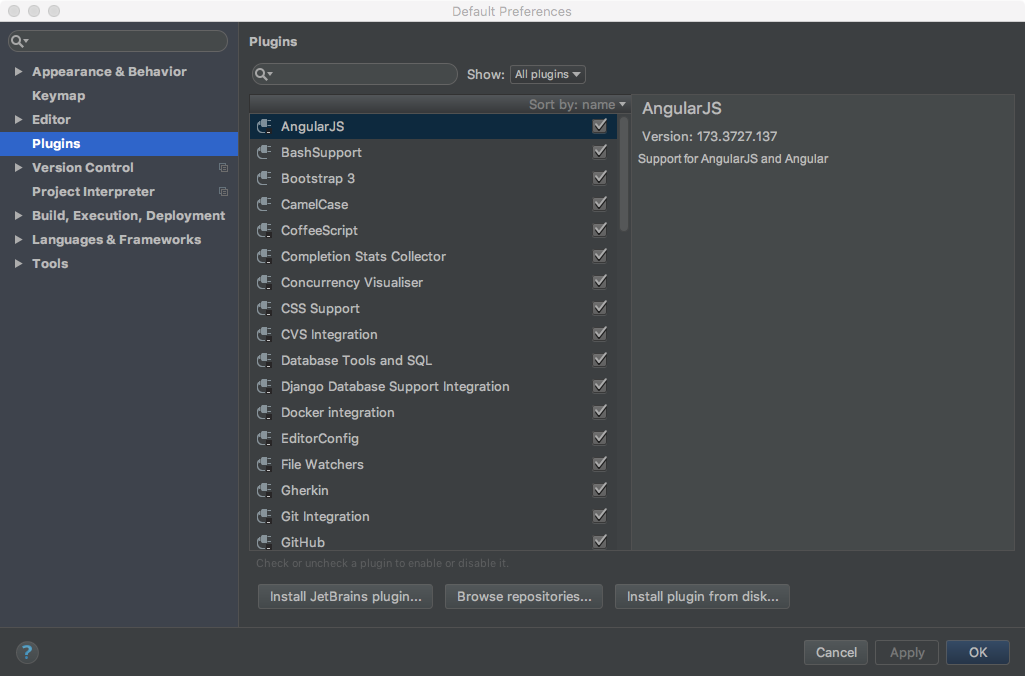 Default Preferences
Appearance & Behavior
Keymap
Editor
Plugins
Version Control
Project Interpreter
Build, Execution, Deployment
Languages & Frameworks
Tools
Plugins
Show: All plugins
Sort by: name
AngularJS
BashSupport
Bootstrap 3
CamelCase
CoffeeScript
Completion Stats Collector
Concurrency Visualiser
CSS Support
CVS Integration
Database Tools and SQL
Django Database Support Integration
Docker integration
EditorConfig
File Watchers
Gherkin
Git Integration
GitHub
AngularJS
Version: 173.3727.137
Support for AngularJS and Angular
Check or uncheck a plugin to enable or disable it.
Install JetBrains plugin... Browse repositories... Install plugin from disk...
? Cancel Apply OK